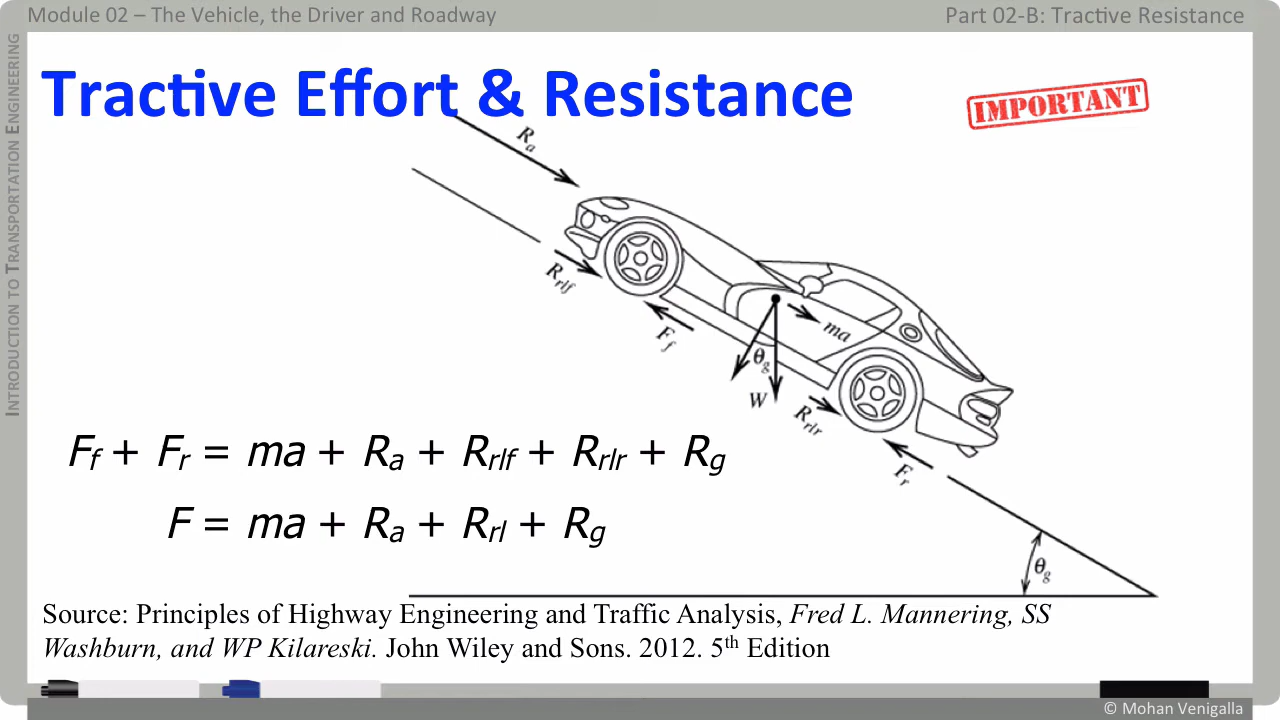 Module 02 – The Vehicle, the Driver and Roadway
Part 02-B: Tractive Resistance
INTRODUCTION TO TRANSPORTATION ENGINEERING
Tractive Effort & Resistance
IMPORTANT
Ra
Rrlf
Ff
ma
θg
W
Rrlr
Fr
θg
Ff + Fr = ma + Ra + Rrlf + Rrlr + Rg
F = ma + Ra + Rrl + Rg
Source: Principles of Highway Engineering and Traffic Analysis, Fred L. Mannering, SS
Washburn, and WP Kilareski. John Wiley and Sons. 2012. 5th Edition
© Mohan Venigalla